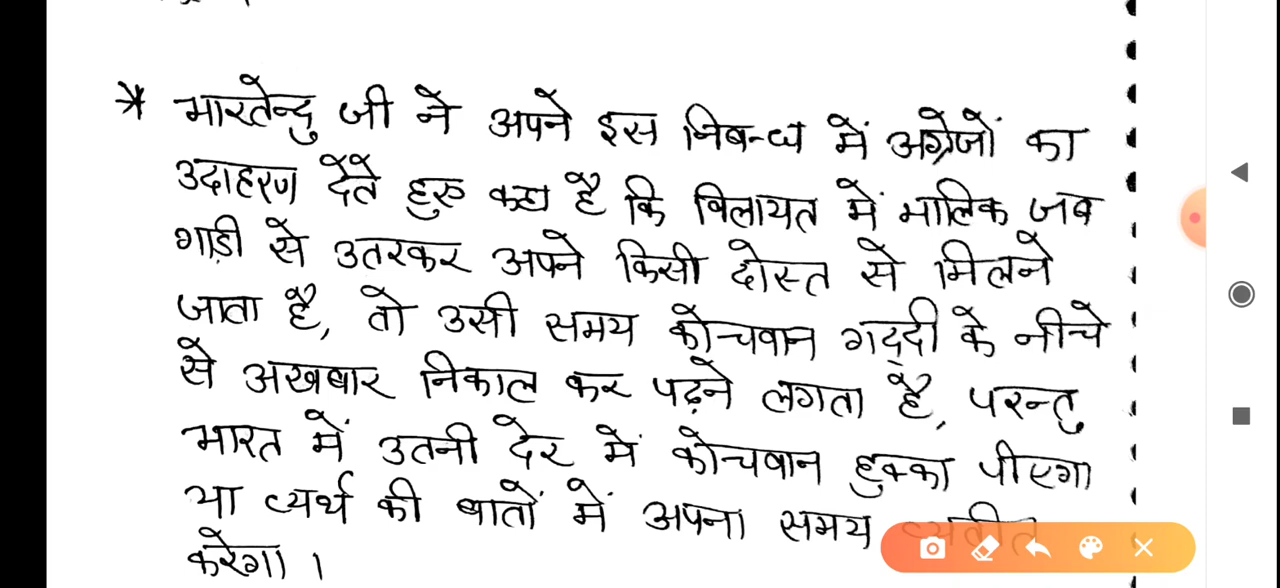 * भारतेन्दु जी ने अपने इस निबन्ध में अग्रेजों का
उदाहरण देते हुरु कहा है कि विलायत में मालिक जब
गाड़ी से उतरकर अपने किसी दोस्त से मिलने
जाता है, तो उसी समय कोचवान गद्दी के नीचे
से अखबार निकाल कर पढ़ने लगता है, परन्तु
भारत में उतनी देर में कोचवान हुक्का पीएगा
या व्यर्थ की बातों में अपना समय
करेगा।